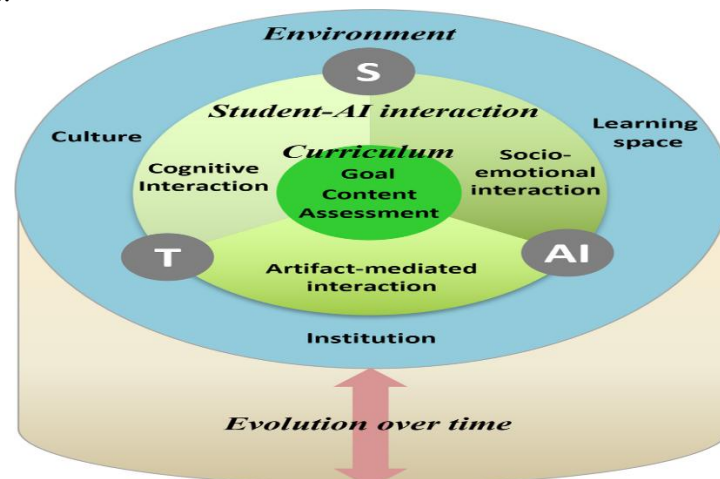 Environment
S
Student-AI interaction
Culture
Learning
space
Curriculum
Cognitive
Interaction
Socio-
emotional
interaction
Goal
Content
Assessment
T
AI
Artifact-mediated
interaction
Institution
Evolution over time